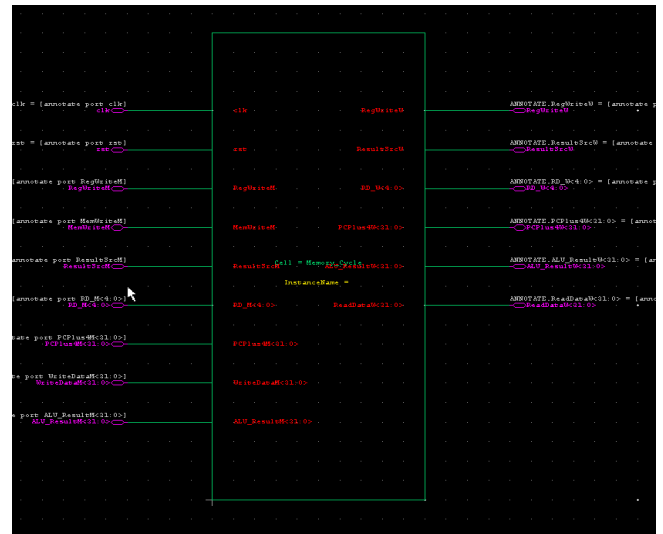 clk = [annotate port clk]
clk
clk
RegWriteW
ANNOTATE.RegWriteW = [annotate p
RegWriteW
rst = [annotate port rst]
rst
rst
ResultSrcW
ANNOTATE.ResultSrcW = [annotate
ResultSrcW
[annotate port RegWriteM]
RegWriteM
RegWriteM
RD_W<4:0>
ANNOTATE.RD_W<4:0> = [annotate p
RD_W<4:0>
annotate port MemWriteM]
MemWriteM
MemWriteM
PCPlus4W<31:0>
ANNOTATE.PCPlus4W<31:0> = [annot
PCPlus4W<31:0>
annotate port ResultSrcM]
ResultSrcM
ResultSrcM
ALU_ResultW<31:0>
ANNOTATE.ALU_ResultW<31:0> = [an
ALU_ResultW<31:0>
Cell = Memory_Cycle
InstanceName =
[annotate port RD_M<4:0>]
RD_M<4:0>
RD_M<4:0>
ReadDataW<31:0>
ANNOTATE.ReadDataW<31:0> = [anno
ReadDataW<31:0>
tate port PCPlus4M<31:0>]
PCPlus4M<31:0>
PCPlus4M<31:0>
te port WriteDataM<31:0>]
WriteDataM<31:0>
WriteDataM<31:0>
e port ALU_ResultM<31:0>]
ALU_ResultM<31:0>
ALU_ResultM<31:0>